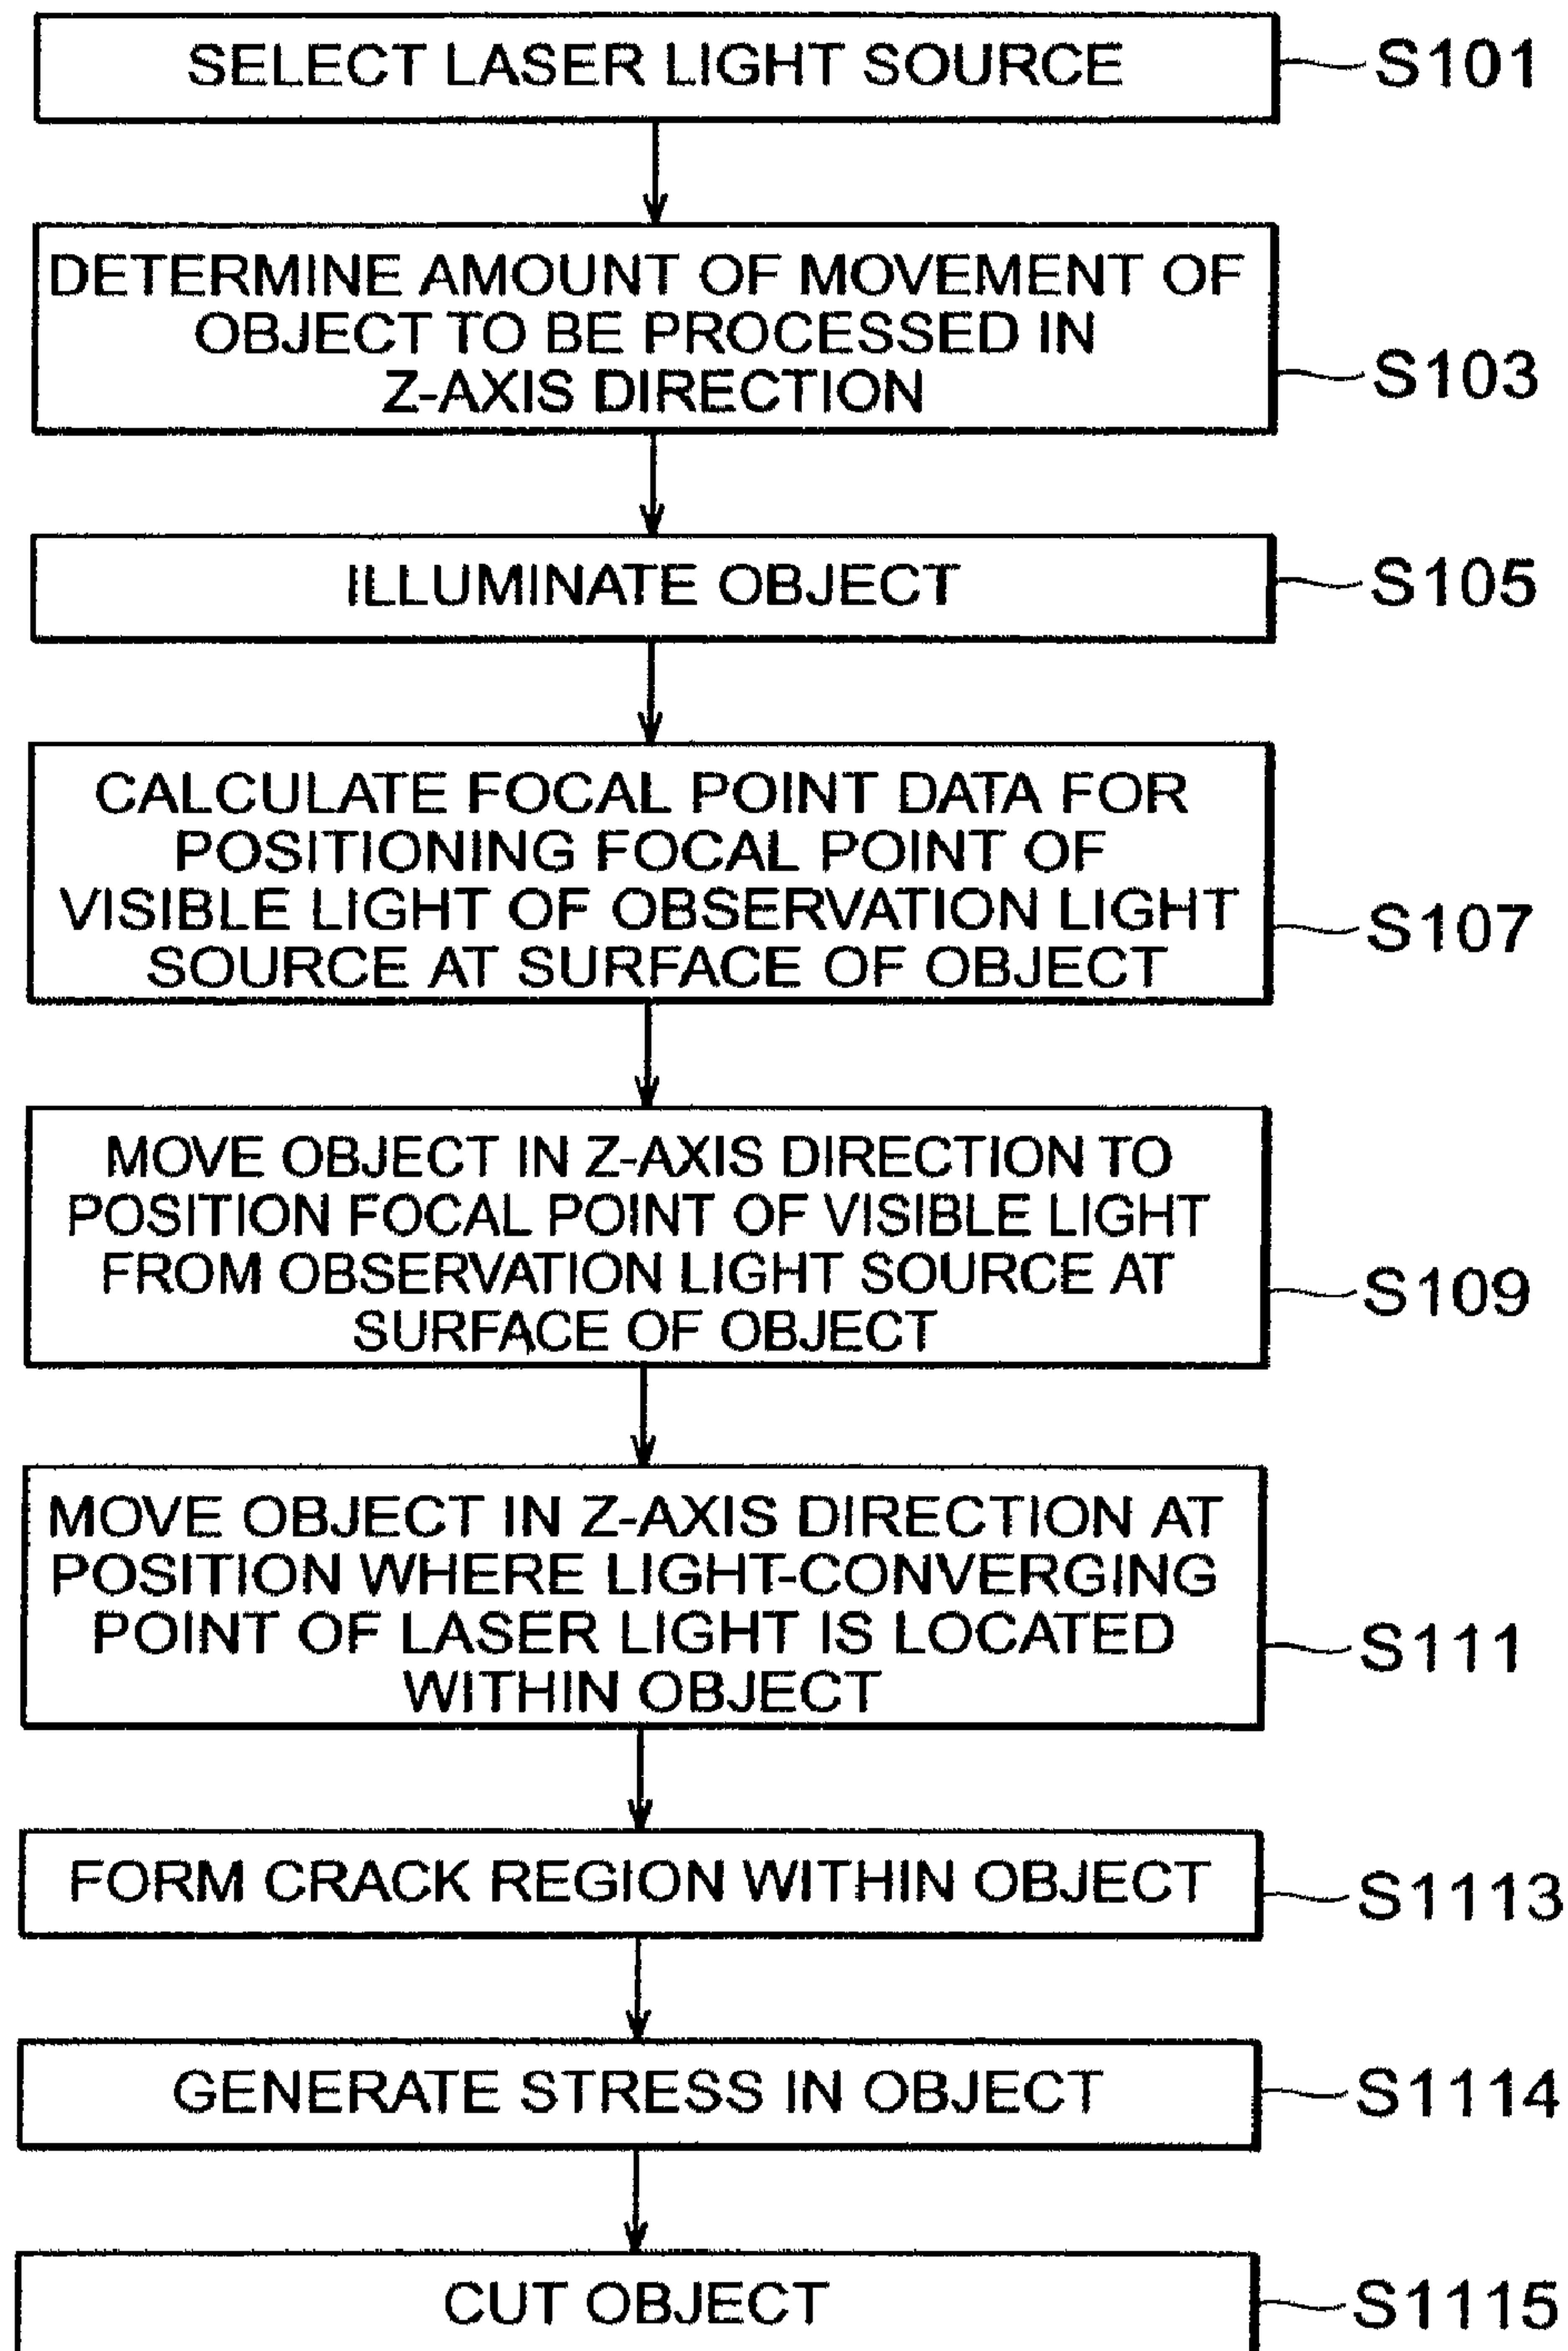 SELECT LASER LIGHT SOURCE
S101
DETERMINE AMOUNT OF MOVEMENT OF
OBJECT TO BE PROCESSED IN
Z-AXIS DIRECTION
S103
ILLUMINATE OBJECT
S105
CALCULATE FOCAL POINT DATA FOR
POSITIONING FOCAL POINT OF
VISIBLE LIGHT OF OBSERVATION LIGHT
SOURCE AT SURFACE OF OBJECT
S107
MOVE OBJECT IN Z-AXIS DIRECTION TO
POSITION FOCAL POINT OF VISIBLE LIGHT
FROM OBSERVATION LIGHT SOURCE AT
SURFACE OF OBJECT
S109
MOVE OBJECT IN Z-AXIS DIRECTION AT
POSITION WHERE LIGHT-CONVERGING
POINT OF LASER LIGHT IS LOCATED
WITHIN OBJECT
S111
FORM CRACK REGION WITHIN OBJECT
S1113
GENERATE STRESS IN OBJECT
S1114
CUT OBJECT
S1115